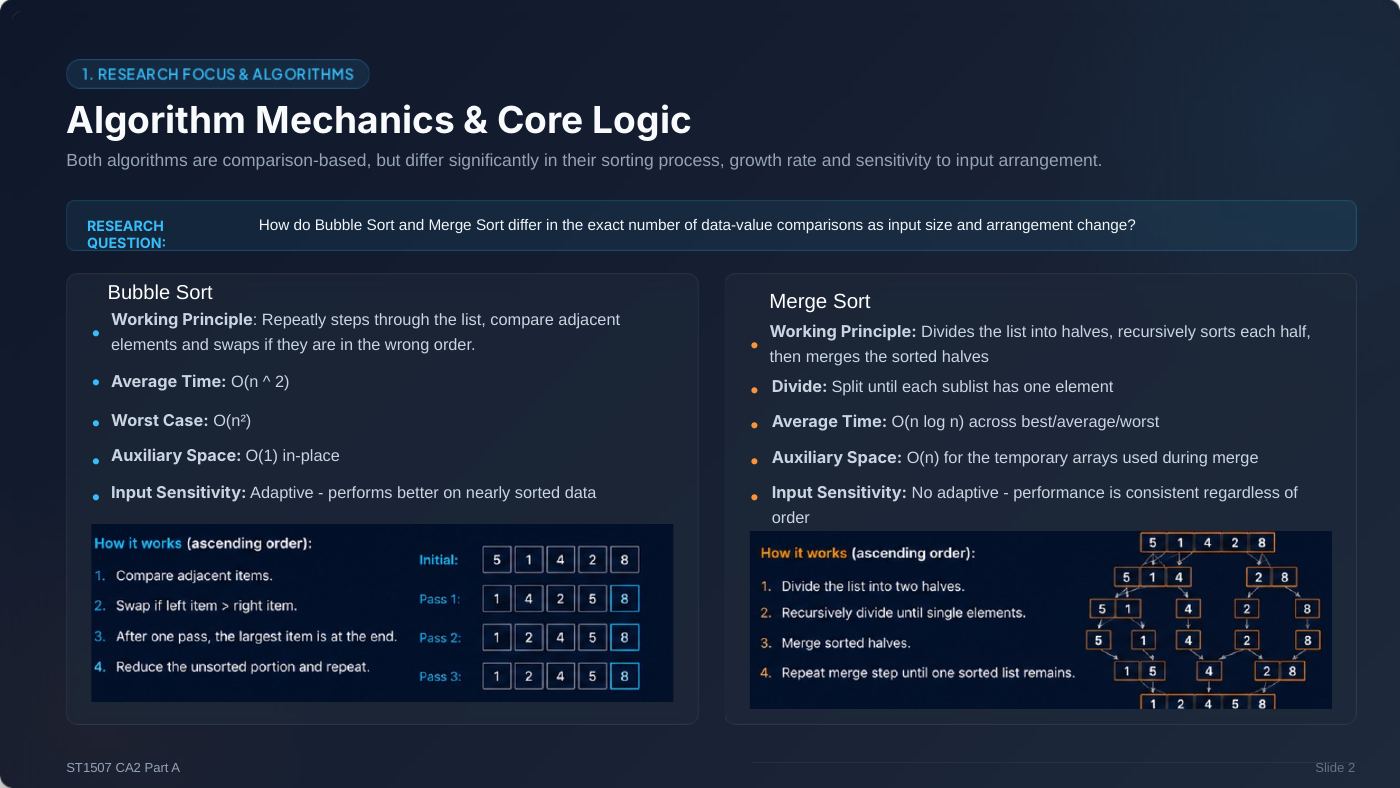 1. RESEARCH FOCUS & ALGORITHMS
Algorithm Mechanics & Core Logic
Both algorithms are comparison-based, but differ significantly in their sorting process, growth rate and sensitivity to input arrangement.
RESEARCH
QUESTION:
How do Bubble Sort and Merge Sort differ in the exact number of data-value comparisons as input size and arrangement change?
Bubble Sort
• Working Principle: Repeatly steps through the list, compare adjacent
elements and swaps if they are in the wrong order.
• Average Time: O(n ^ 2)
• Worst Case: O(n²)
• Auxiliary Space: O(1) in-place
• Input Sensitivity: Adaptive - performs better on nearly sorted data
How it works (ascending order):
1. Compare adjacent items.
2. Swap if left item > right item.
3. After one pass, the largest item is at the end.
4. Reduce the unsorted portion and repeat.
Initial: 5 1 4 2 8
Pass 1: 1 4 2 5 8
Pass 2: 1 2 4 5 8
Pass 3: 1 2 4 5 8
Merge Sort
• Working Principle: Divides the list into halves, recursively sorts each half,
then merges the sorted halves
• Divide: Split until each sublist has one element
• Average Time: O(n log n) across best/average/worst
• Auxiliary Space: O(n) for the temporary arrays used during merge
• Input Sensitivity: No adaptive - performance is consistent regardless of
order
How it works (ascending order):
1. Divide the list into two halves.
2. Recursively divide until single elements.
3. Merge sorted halves.
4. Repeat merge step until one sorted list remains.
5 1 4 2 8
5 1 4 2 8
5 1 4 2 8
5 1 4 2 8
1 5 4 2 8
1 2 4 5 8
ST1507 CA2 Part A
Slide 2